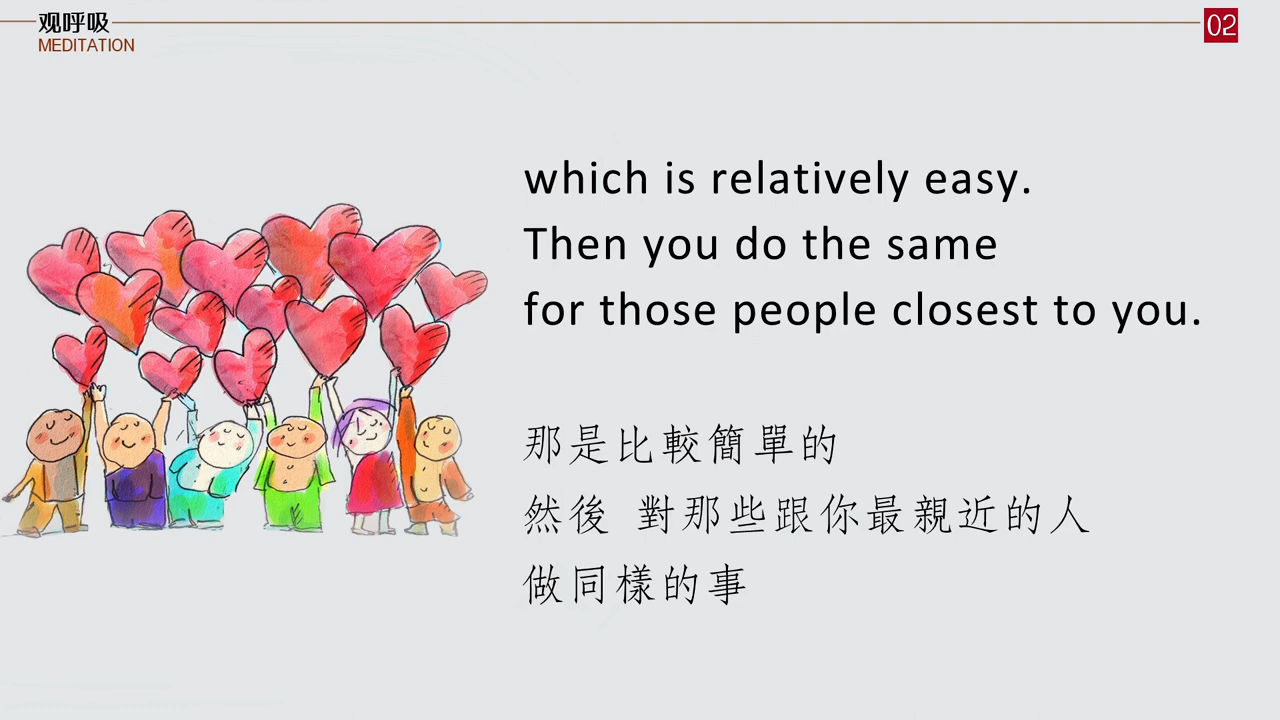 观呼吸
MEDITATION
02
which is relatively easy.
Then you do the same
for those people closest to you.
那是比較簡單的
然後 對那些跟你最親近的人
做同樣的事